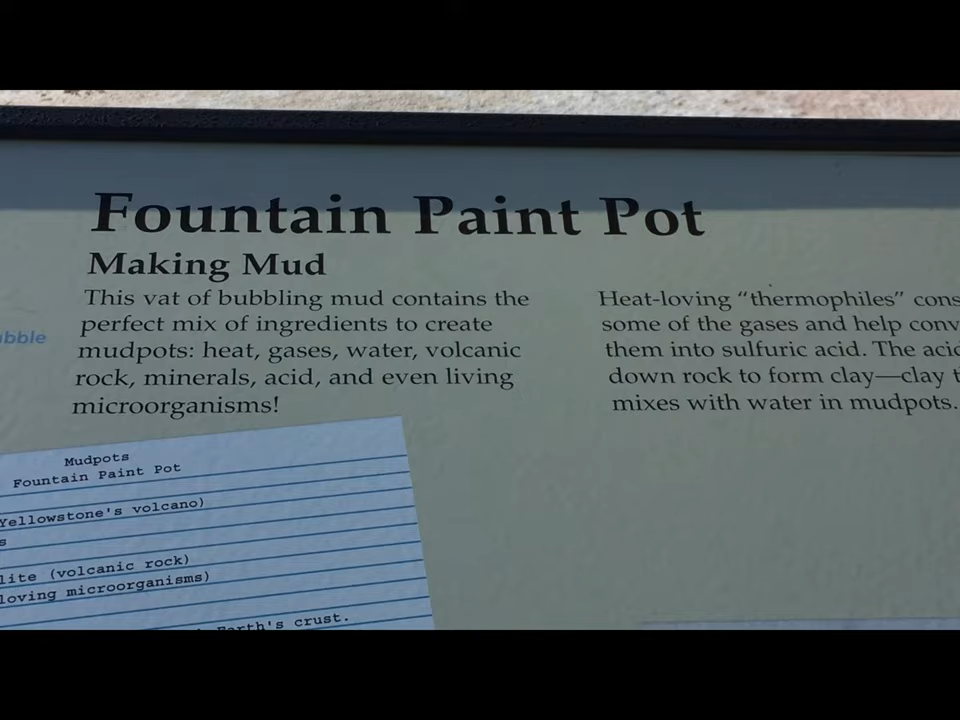 Fountain Paint Pot
Making Mud
This vat of bubbling mud contains the
perfect mix of ingredients to create
mudpots: heat, gases, water, volcanic
rock, minerals, acid, and even living
microorganisms!
Heat-loving “thermophiles”
some of the gases and help
them into sulfuric acid. The
down rock to form clay—clay
mixes with water in mudpots.
Mudpots
Fountain Paint Pot
Yellowstone's volcano)
(volcanic rock)
loving microorganisms)
Earth's crust.